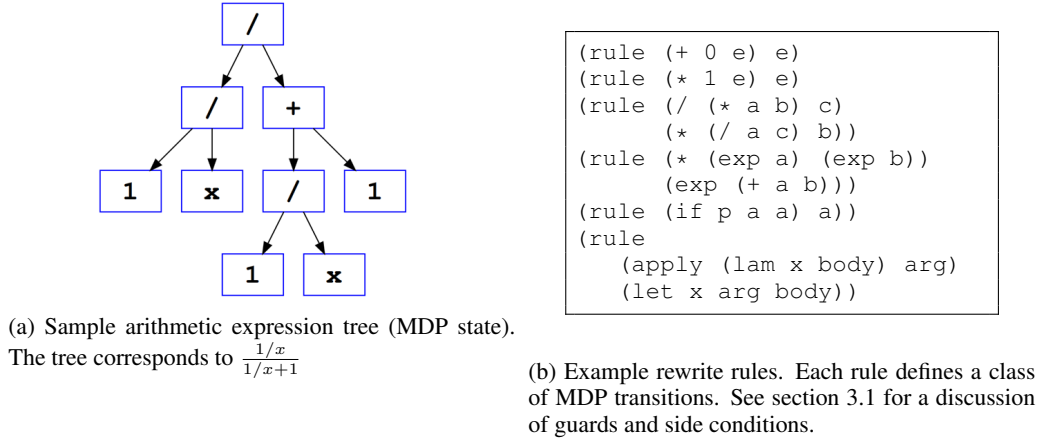 /
/ +
1 x / 1
1 x
(a) Sample arithmetic expression tree (MDP state).
The tree corresponds to \frac{1/x}{1/x+1}
(rule (+ 0 e) e)
(rule (* 1 e) e)
(rule (/ (* a b) c)
(* (/ a c) b))
(rule (* (exp a) (exp b))
(exp (+ a b)))
(rule (if p a a) a))
(rule
(apply (lam x body) arg)
(let x arg body))
(b) Example rewrite rules. Each rule defines a class
of MDP transitions. See section 3.1 for a discussion
of guards and side conditions.